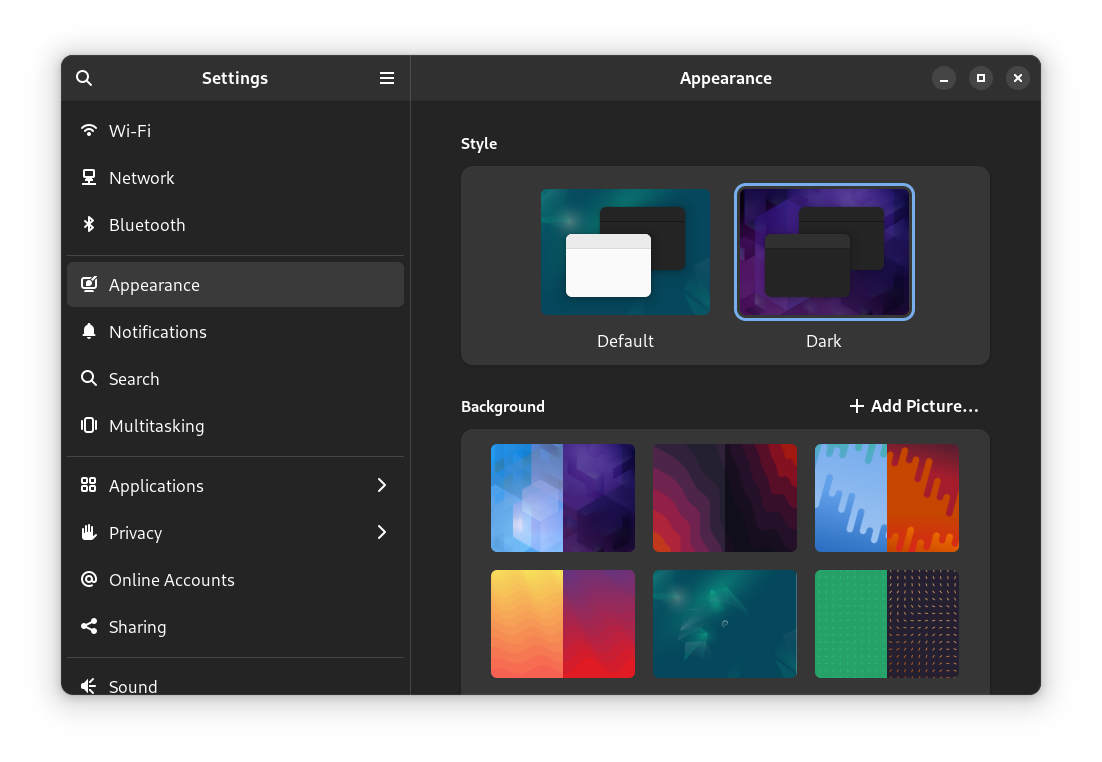 Settings
Appearance
Wi-Fi
Network
Bluetooth
Appearance
Notifications
Search
Multitasking
Applications
Privacy
Online Accounts
Sharing
Sound
Style
Default
Dark
Background
Add Picture…